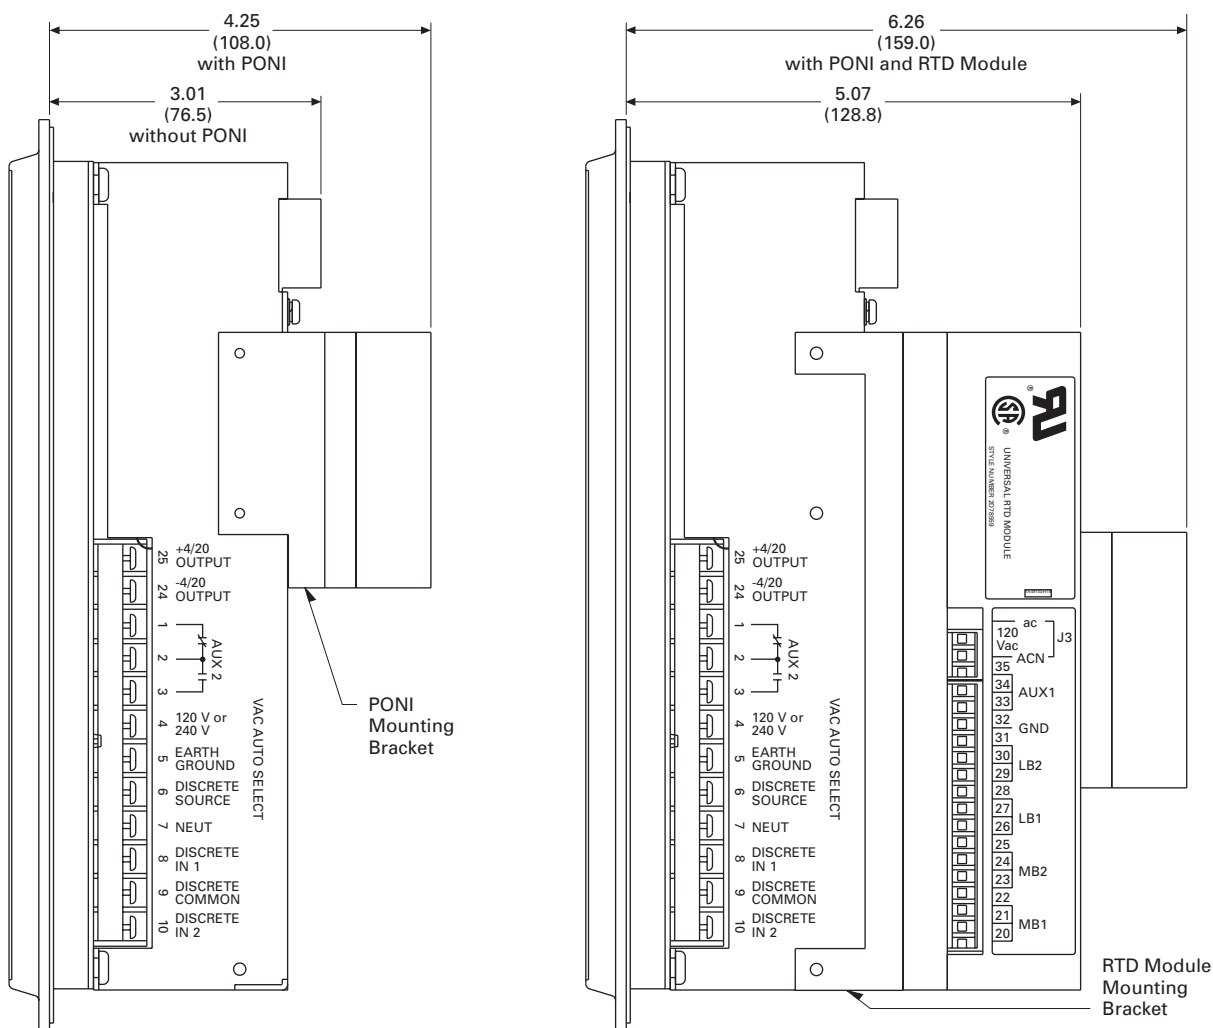 4.25
(108.0)
with PONI
3.01
(76.5)
without PONI
25 +4/20
OUTPUT
24 -4/20
OUTPUT
1
2
3
AUX 2
4 120 V or
240 V
5 EARTH
GROUND
6 DISCRETE
SOURCE
7 NEUT
8 DISCRETE
IN 1
9 DISCRETE
COMMON
10 DISCRETE
IN 2
VAC AUTO SELECT
PONI
Mounting
Bracket
6.26
(159.0)
with PONI and RTD Module
5.07
(128.8)
25 +4/20
OUTPUT
24 -4/20
OUTPUT
1
2
3
AUX 2
4 120 V or
240 V
5 EARTH
GROUND
6 DISCRETE
SOURCE
7 NEUT
8 DISCRETE
IN 1
9 DISCRETE
COMMON
10 DISCRETE
IN 2
VAC AUTO SELECT
®
SA
®
UNIVERSAL RTD MODULE
STYLE NUMBER 2D78559
ac
120
Vac
J3
ACN
35
34
AUX1
33
32
GND
31
30
LB2
29
28
27
LB1
26
25
24
MB2
23
22
21
MB1
20
RTD Module
Mounting
Bracket